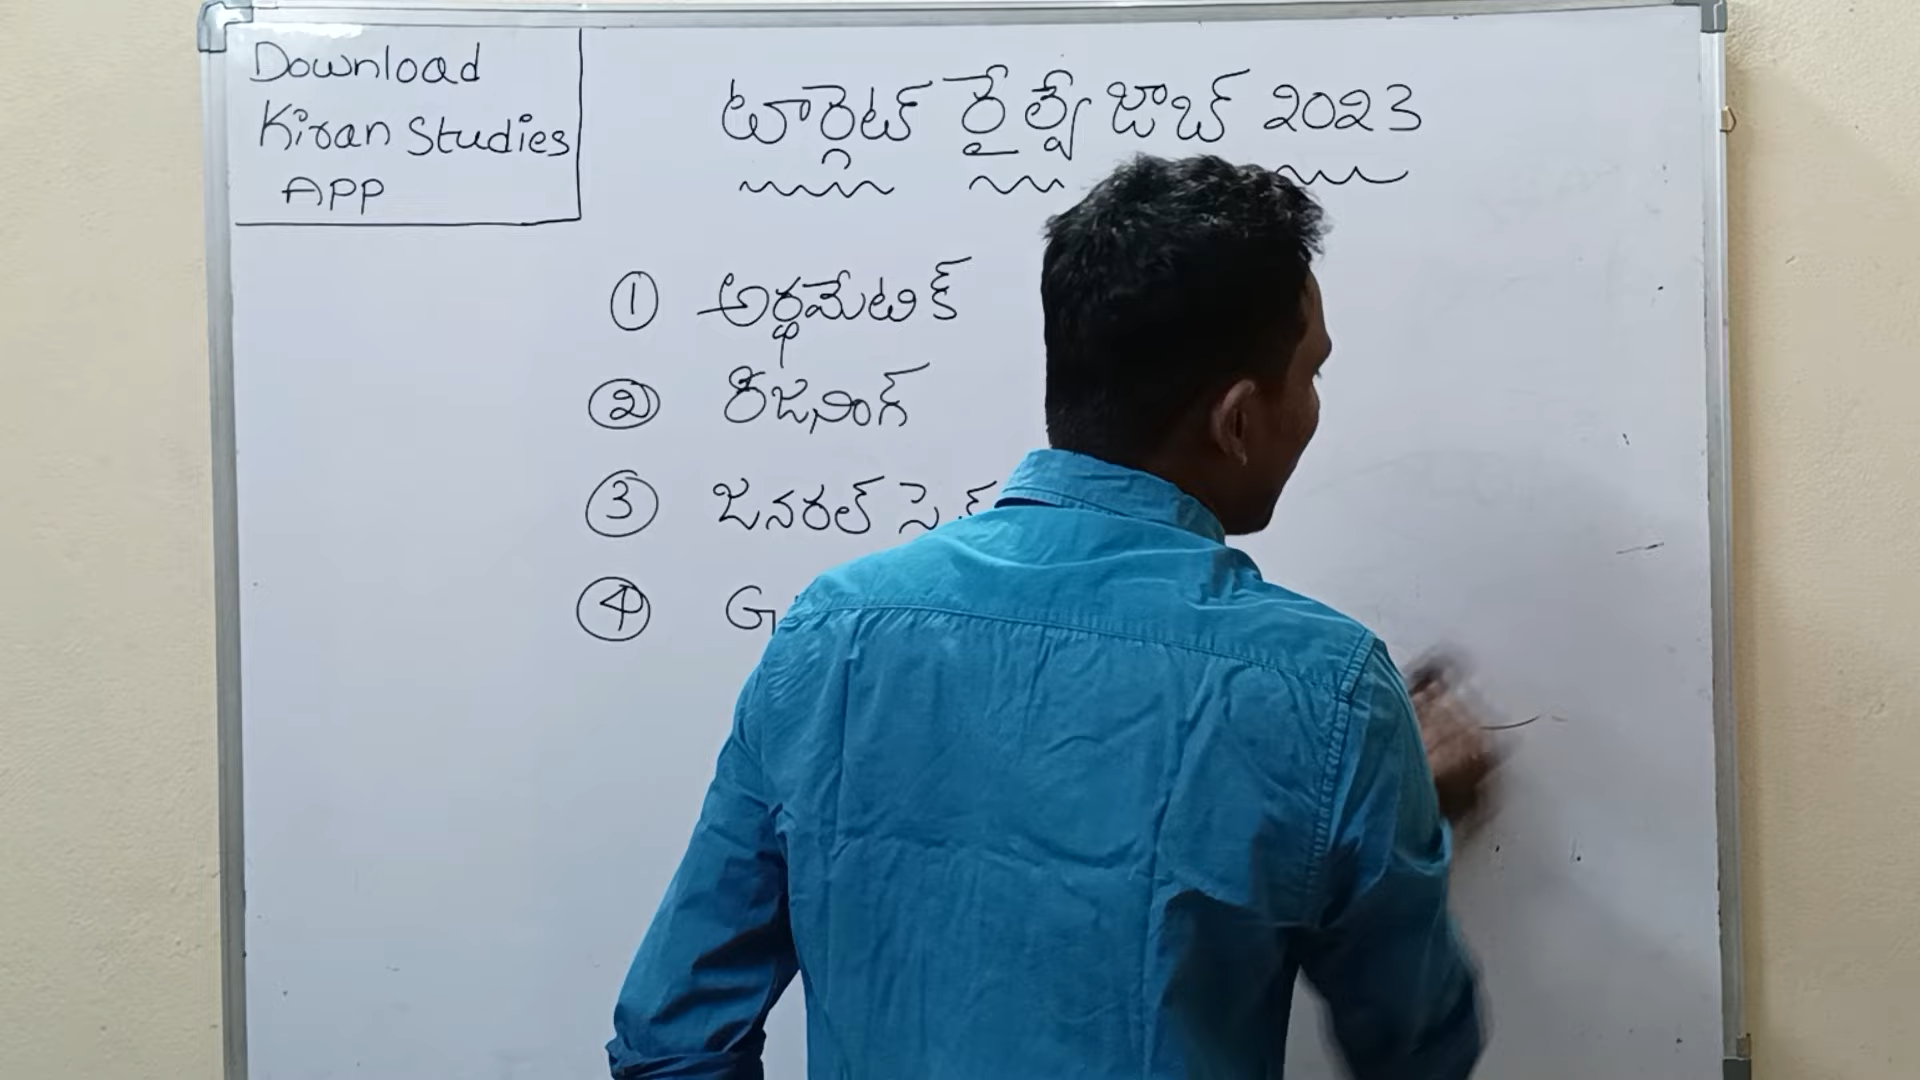 Download
Kiran Studies
APP
టార్గెట్ రైల్వే జాబ్ 2023
1 అర్థమేటిక్
2 రీజనింగ్
3 జనరల్
4